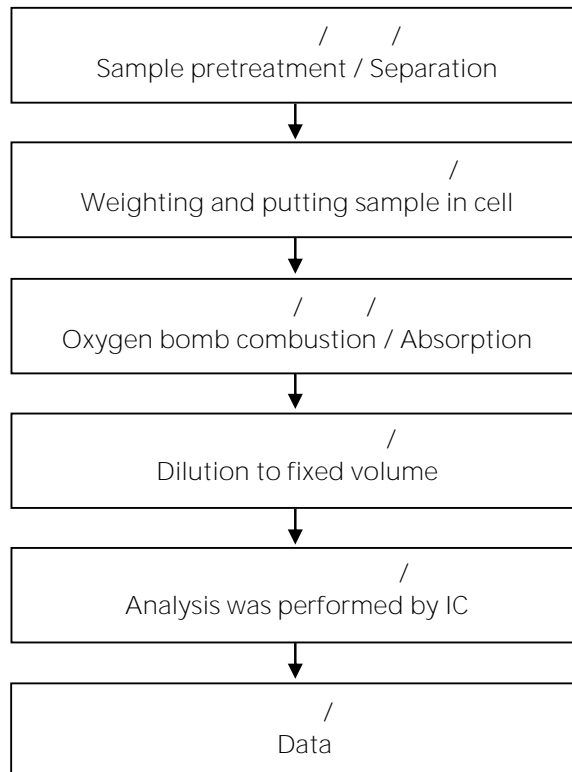 / /
Sample pretreatment / Separation
/
Weighting and putting sample in cell
/ /
Oxygen bomb combustion / Absorption
/
Dilution to fixed volume
/
Analysis was performed by IC
/
Data